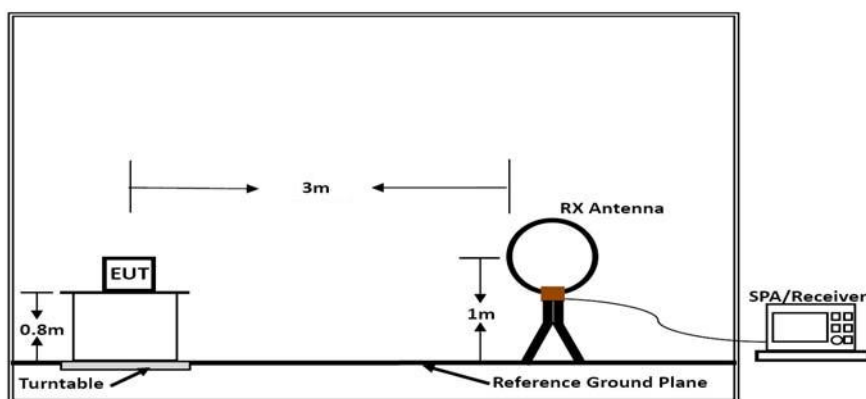 3m
RX Antenna
EUT
SPA/Receiver
0.8m
1m
Turntable
Reference Ground Plane